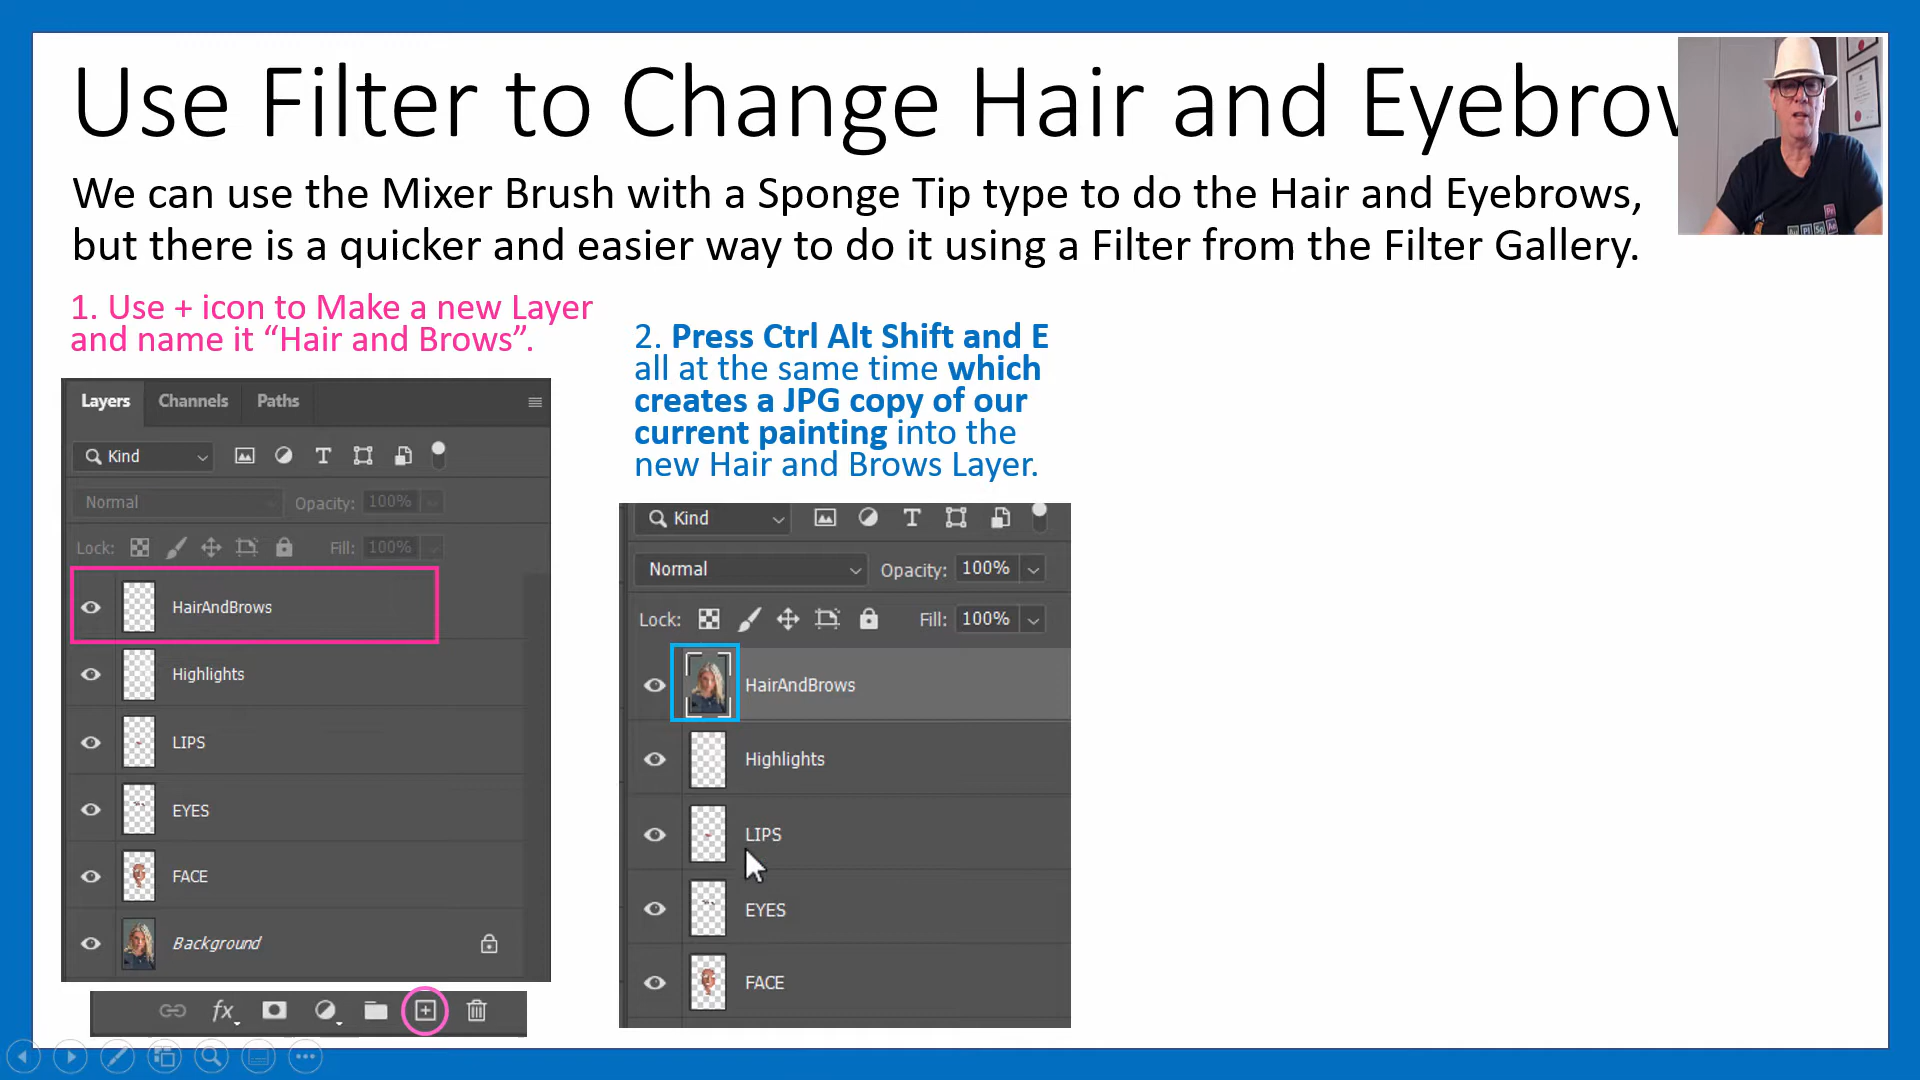 Use Filter to Change Hair and Eyebrow
We can use the Mixer Brush with a Sponge Tip type to do the Hair and Eyebrows,
but there is a quicker and easier way to do it using a Filter from the Filter Gallery.
1. Use + icon to Make a new Layer
and name it “Hair and Brows”.
Layers Channels Paths
Kind
Normal Opacity: 100%
Lock: Fill: 100%
HairAndBrows
Highlights
LIPS
EYES
FACE
Background
fx
2. Press Ctrl Alt Shift and E
all at the same time which
creates a JPG copy of our
current painting into the
new Hair and Brows Layer.
Kind
Normal Opacity: 100%
Lock: Fill: 100%
HairAndBrows
Highlights
LIPS
EYES
FACE